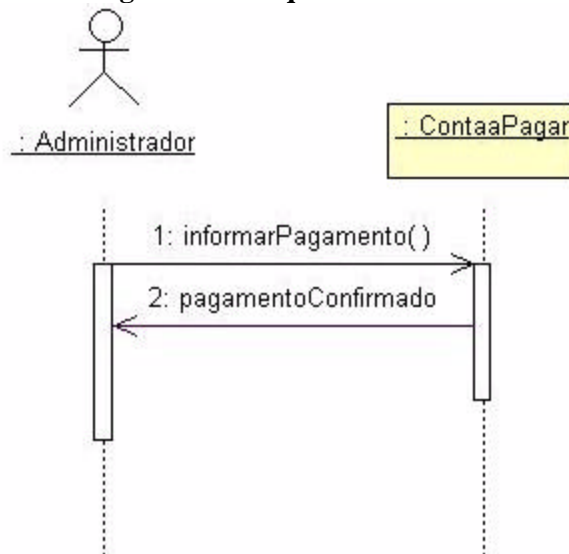 : Administrador
: ContaaPagar
1: informarPagamento( )
2: pagamentoConfirmado